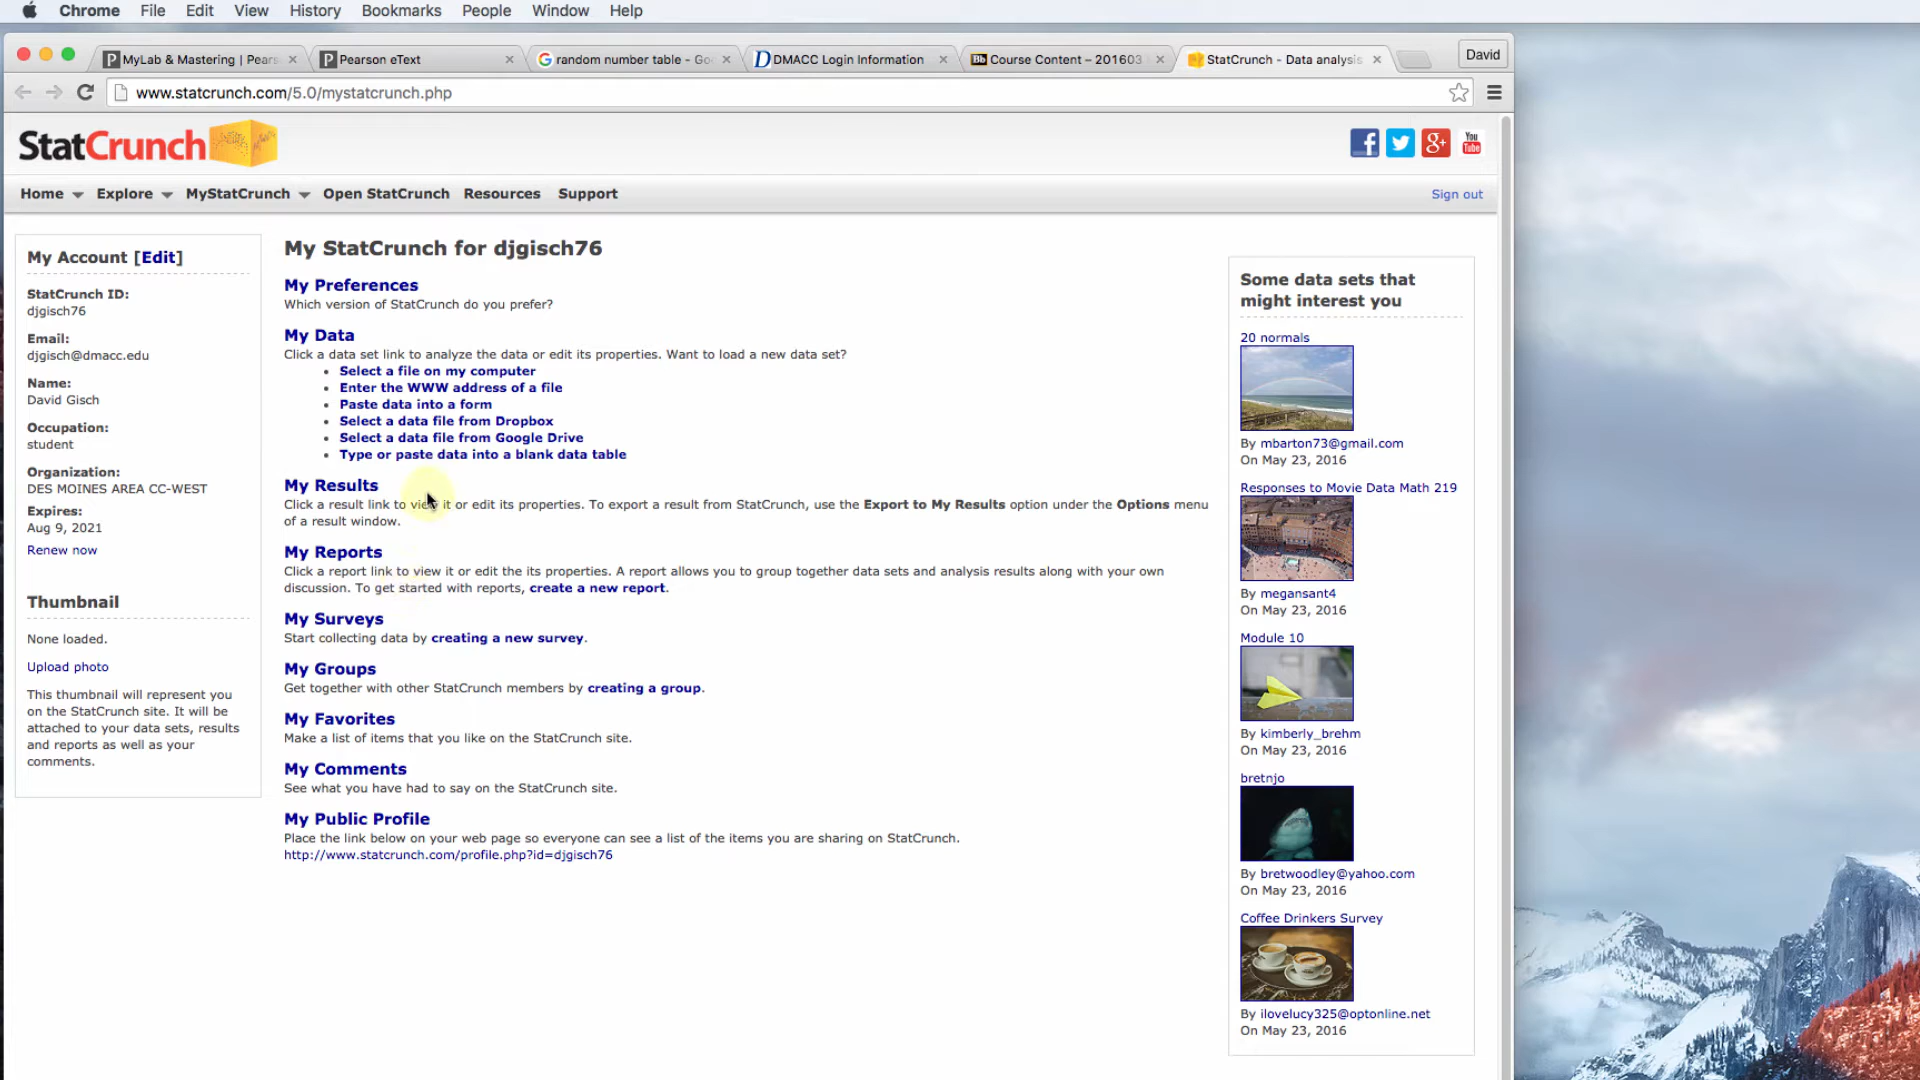 Chrome File Edit View History Bookmarks People Window Help
MyLab & Mastering | Pears
Pearson eText
random number table - Go
DMACC Login Information
Course Content – 201603
StatCrunch - Data analysis
David
www.statcrunch.com/5.0/mystatcrunch.php
StatCrunch
You Tube
Home Explore MyStatCrunch Open StatCrunch Resources Support Sign out
My Account [Edit]
StatCrunch ID:
djgisch76
Email:
djgisch@dmacc.edu
Name:
David Gisch
Occupation:
student
Organization:
DES MOINES AREA CC-WEST
Expires:
Aug 9, 2021
Renew now
Thumbnail
None loaded.
Upload photo
This thumbnail will represent you
on the StatCrunch site. It will be
attached to your data sets, results
and reports as well as your
comments.
My StatCrunch for djgisch76
My Preferences
Which version of StatCrunch do you prefer?
My Data
Click a data set link to analyze the data or edit its properties. Want to load a new data set?
• Select a file on my computer
• Enter the WWW address of a file
• Paste data into a form
• Select a data file from Dropbox
• Select a data file from Google Drive
• Type or paste data into a blank data table
My Results
Click a result link to view it or edit its properties. To export a result from StatCrunch, use the Export to My Results option under the Options menu
of a result window.
My Reports
Click a report link to view it or edit the its properties. A report allows you to group together data sets and analysis results along with your own
discussion. To get started with reports, create a new report.
My Surveys
Start collecting data by creating a new survey.
My Groups
Get together with other StatCrunch members by creating a group.
My Favorites
Make a list of items that you like on the StatCrunch site.
My Comments
See what you have had to say on the StatCrunch site.
My Public Profile
Place the link below on your web page so everyone can see a list of the items you are sharing on StatCrunch.
http://www.statcrunch.com/profile.php?id=djgisch76
Some data sets that
might interest you
20 normals
By mbarton73@gmail.com
On May 23, 2016
Responses to Movie Data Math 219
By megansant4
On May 23, 2016
Module 10
By kimberly_brehm
On May 23, 2016
bretnjo
By bretwoodley@yahoo.com
On May 23, 2016
Coffee Drinkers Survey
By ilovelucy325@optonline.net
On May 23, 2016